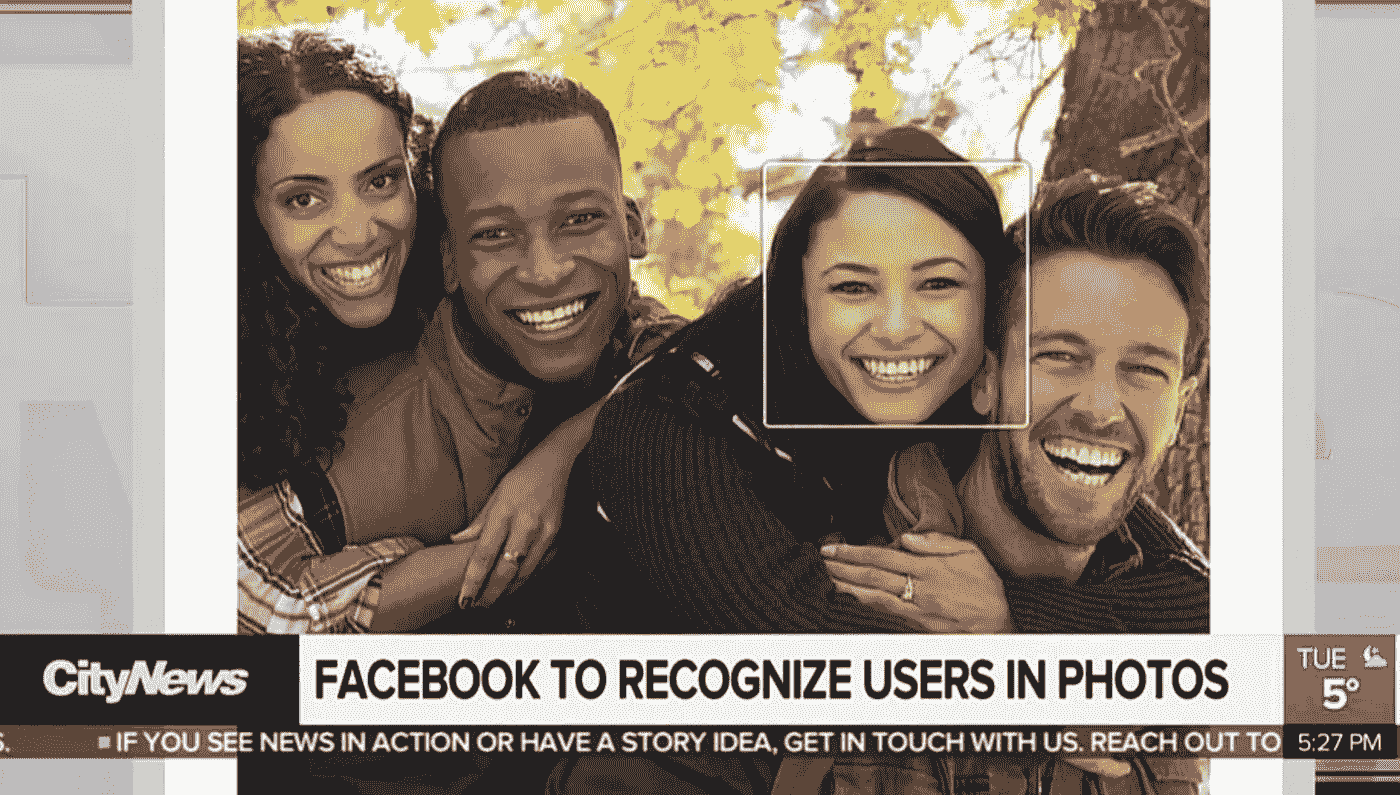 CityNews
FACEBOOK TO RECOGNIZE USERS IN PHOTOS
TUE
5°
S.
IF YOU SEE NEWS IN ACTION OR HAVE A STORY IDEA, GET IN TOUCH WITH US. REACH OUT TO
5:27 PM